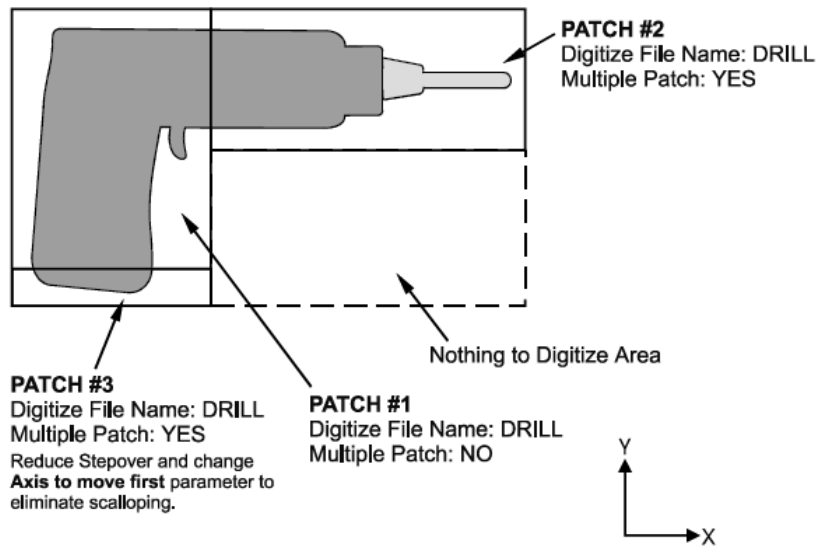 PATCH #2
Digitize File Name: DRILL
Multiple Patch: YES
Nothing to Digitize Area
PATCH #3
Digitize File Name: DRILL
Multiple Patch: YES
Reduce Stepover and change
Axis to move first parameter to
eliminate scalloping.
PATCH #1
Digitize File Name: DRILL
Multiple Patch: NO
Y
X